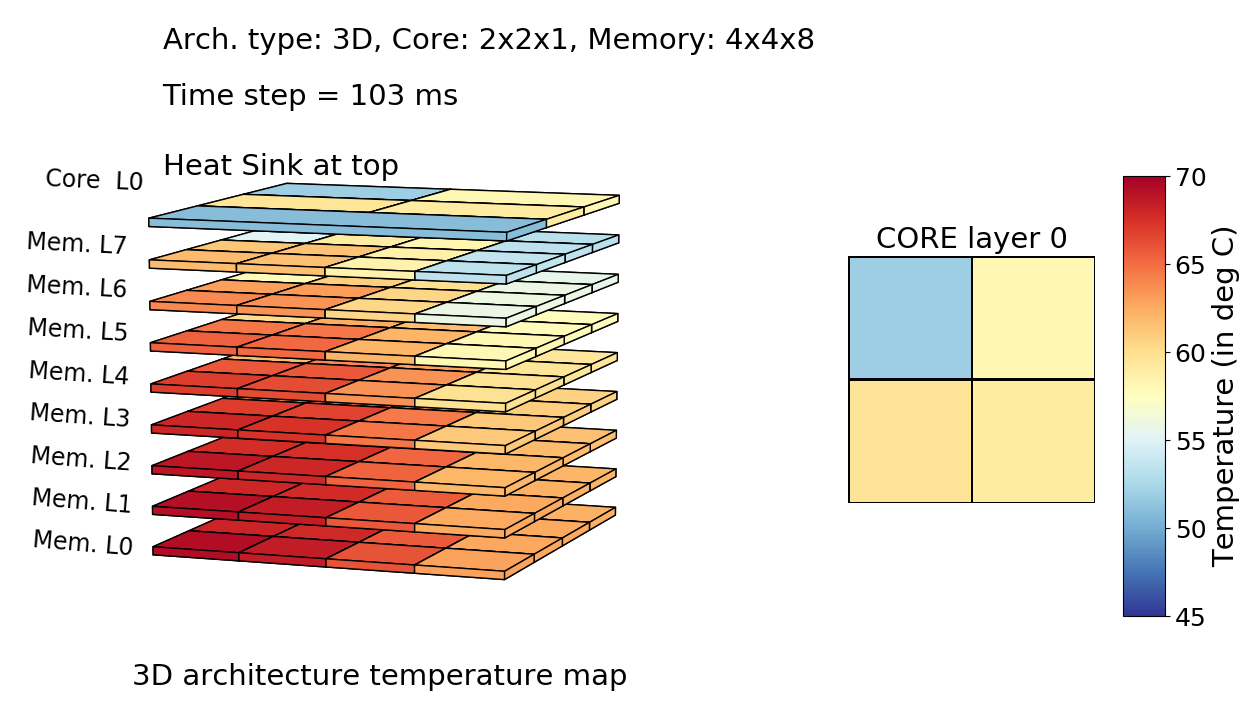 Arch. type: 3D, Core: 2x2x1, Memory: 4x4x8
Time step = 103 ms
Heat Sink at top
Core  L0
Mem. L7
Mem. L6
Mem. L5
Mem. L4
Mem. L3
Mem. L2
Mem. L1
Mem. L0
3D architecture temperature map
CORE layer 0
70
65
60
55
50
45
Temperature (in deg C)